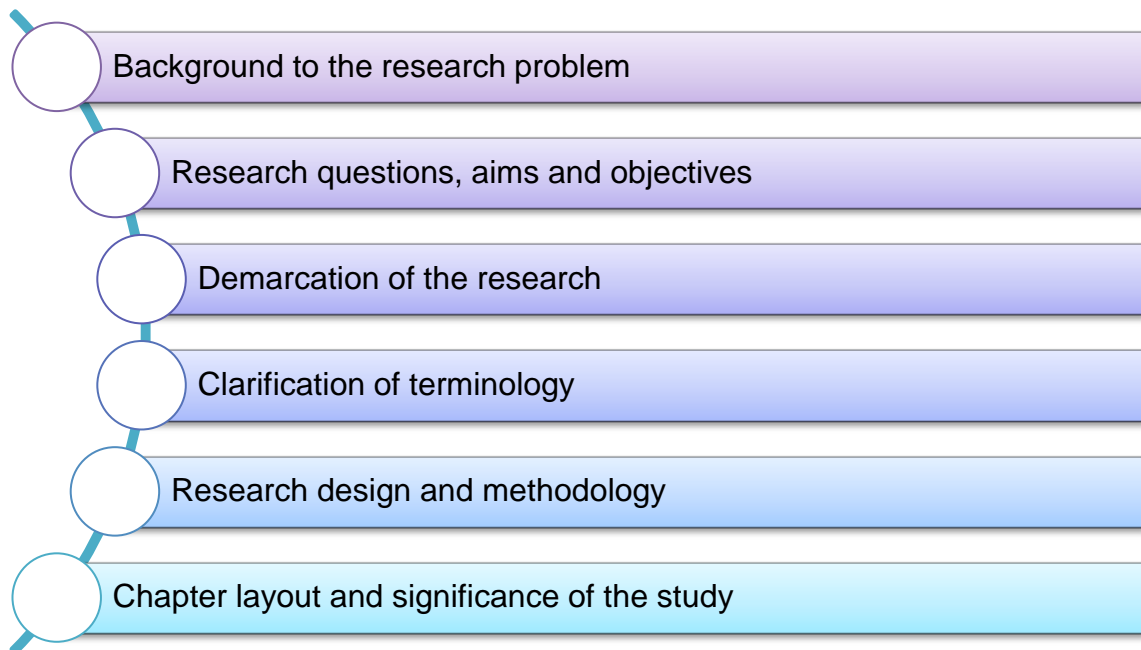 Background to the research problem
Research questions, aims and objectives
Demarcation of the research
Clarification of terminology
Research design and methodology
Chapter layout and significance of the study